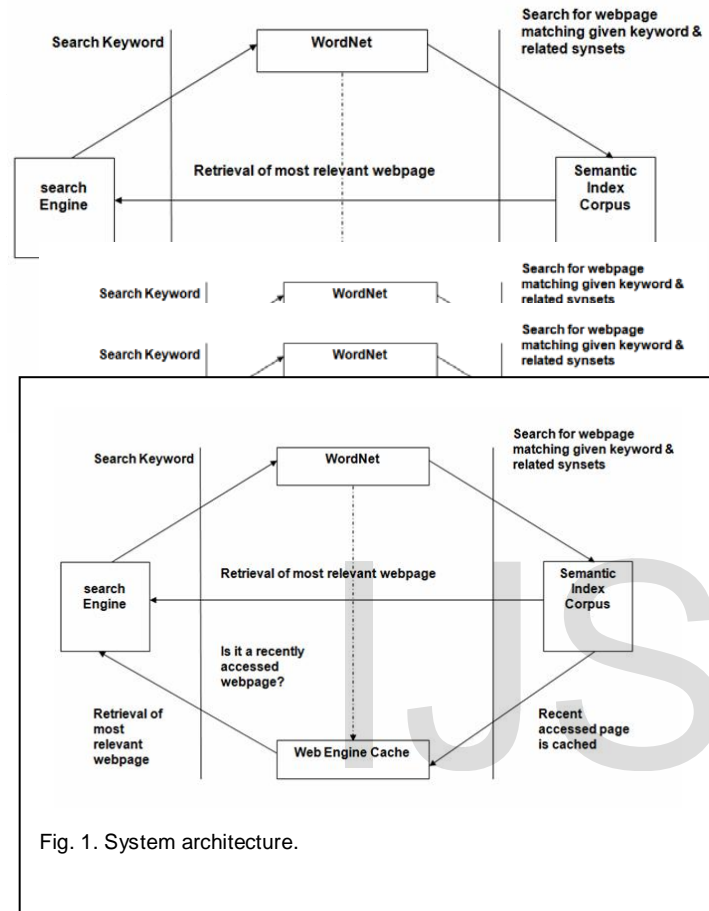 Search Keyword
WordNet
Search for webpage
matching given keyword &
related synsets
Retrieval of most relevant webpage
search
Engine
Semantic
Index
Corpus
Search Keyword
WordNet
Search for webpage
matching given keyword &
related synsets
Search Keyword
WordNet
Search for webpage
matching given keyword &
related synsets
Search Keyword
WordNet
Search for webpage
matching given keyword &
related synsets
Retrieval of most relevant webpage
search
Engine
Semantic
Index
Corpus
Is it a recently
accessed
webpage?
Retrieval of
most
relevant
webpage
Web Engine Cache
Recent
accessed page
is cached
IJS
Fig. 1. System architecture.